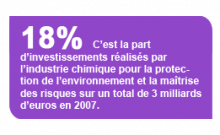 18% C'est la part
d'investissements réalisés par
l'industrie chimique pour la protec-
tion de l'environnement et la maîtrise
des risques sur un total de 3 milliards
d'euros en 2007.